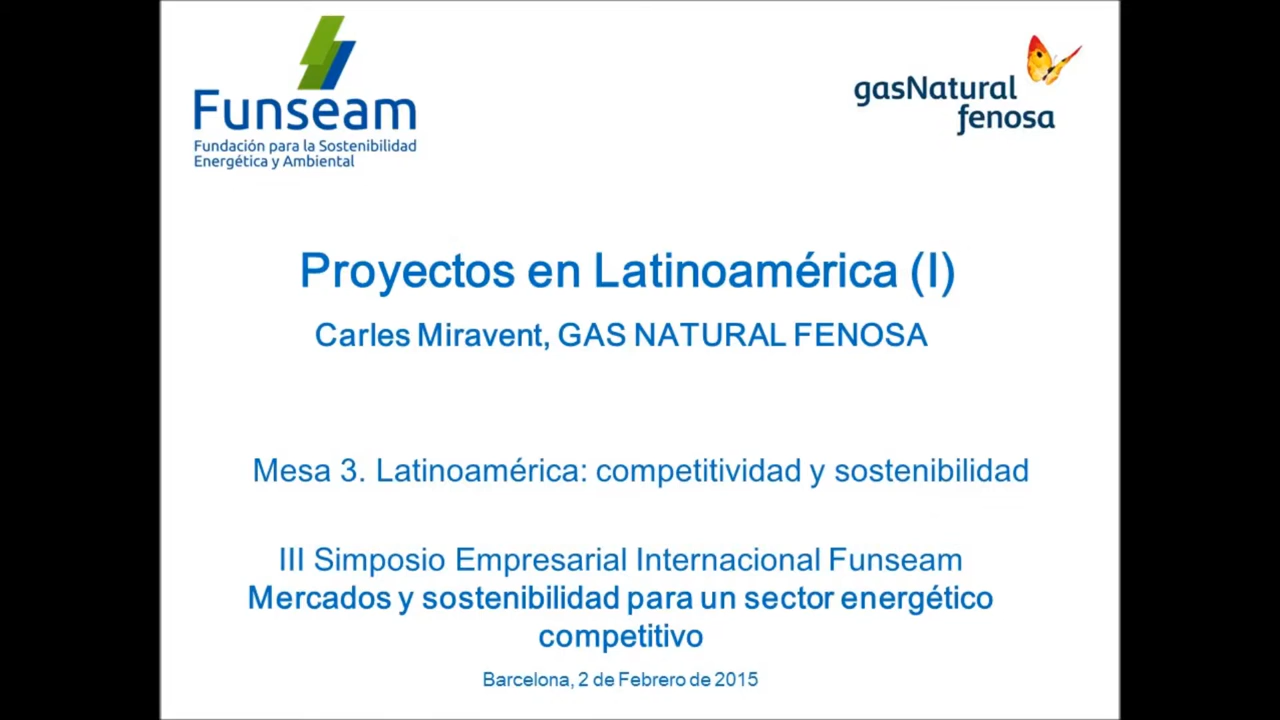 Funseam
Fundación para la Sostenibilidad
Energética y Ambiental
gasNatural
fenosa
Proyectos en Latinoamérica (I)
Carles Miravent, GAS NATURAL FENOSA
Mesa 3. Latinoamérica: competitividad y sostenibilidad
III Simposio Empresarial Internacional Funseam
Mercados y sostenibilidad para un sector energético
competitivo
Barcelona, 2 de Febrero de 2015